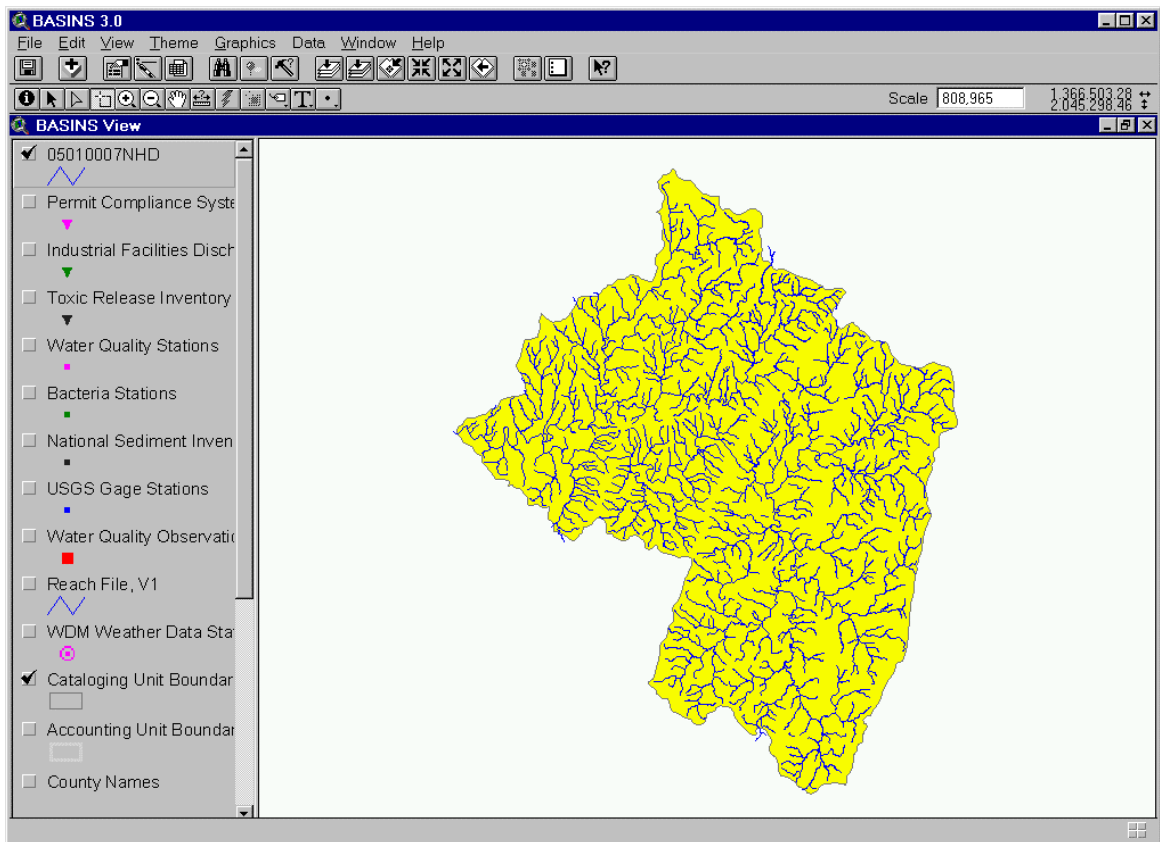 BASINS 3.0
File Edit View Theme Graphics Data Window Help
Scale 808,965 1,366,503.28
2,045,298.46
BASINS View
05010007NHD
Permit Compliance Syste
Industrial Facilities Disch
Toxic Release Inventory
Water Quality Stations
Bacteria Stations
National Sediment Inven
USGS Gage Stations
Water Quality Observatio
Reach File, V1
WDM Weather Data Stat
Cataloging Unit Boundar
Accounting Unit Boundar
County Names